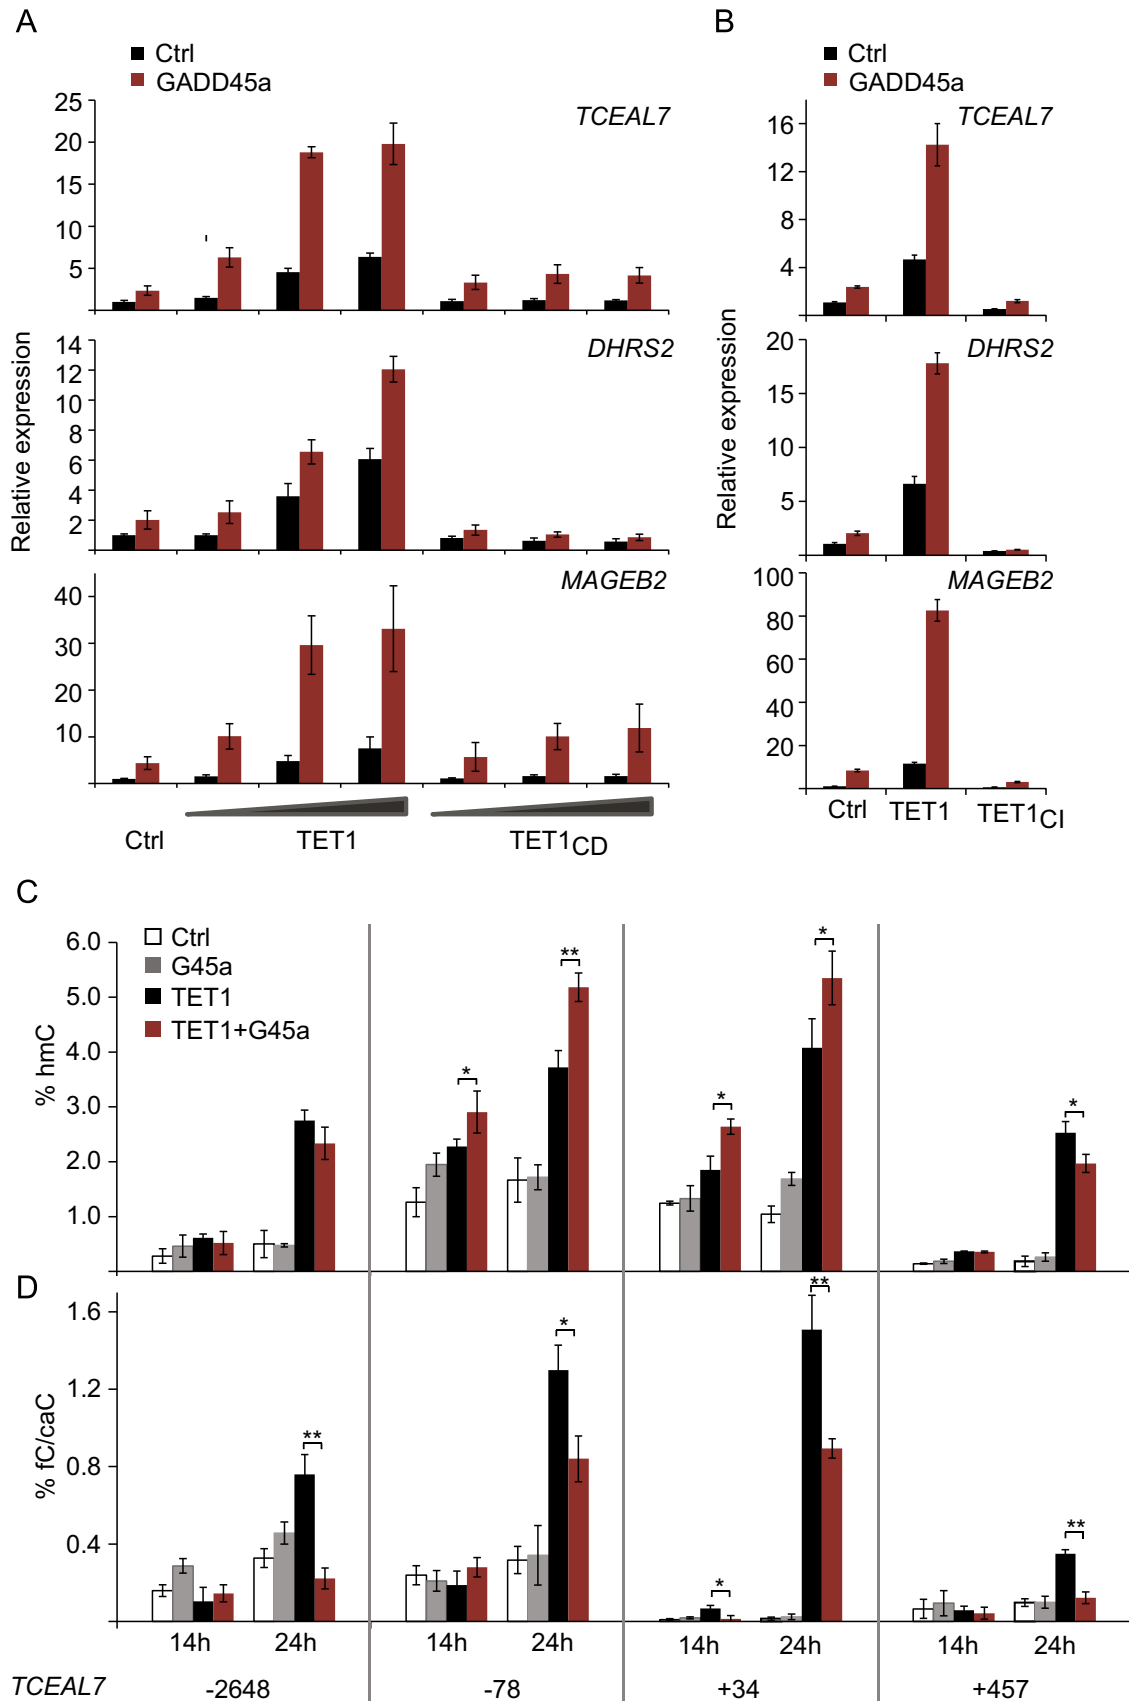 A
Ctrl
GADD45a
TCEAL7
25
20
15
10
5
DHRS2
14
12
10
8
6
4
2
MAGEB2
40
30
20
10
Relative expression
Ctrl
TET1
TET1CD
B
Ctrl
GADD45a
TCEAL7
16
12
8
4
DHRS2
20
15
10
5
MAGEB2
100
80
60
40
20
Relative expression
Ctrl
TET1
TET1CI
C
Ctrl
G45a
TET1
TET1+G45a
% hmC
6.0
5.0
4.0
3.0
2.0
1.0
*
**
*
*
*
D
% fC/caC
1.6
1.2
0.8
0.4
**
*
*
**
**
14h 24h 14h 24h 14h 24h 14h 24h
TCEAL7 -2648 -78 +34 +457